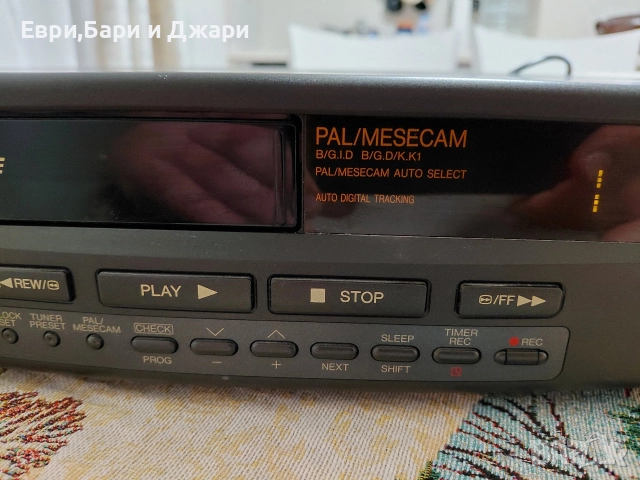 Еври,Бари и Джари
PAL/MESECAM
B/G.I.D B/G.D/K.K1
PAL/MESECAM AUTO SELECT
AUTO DIGITAL TRACKING
REW/
PLAY
STOP
/FF
TUNER PRESET
PAL/ MESECAM
CHECK
PROG
−
+
NEXT
SLEEP
SHIFT
TIMER REC
REC